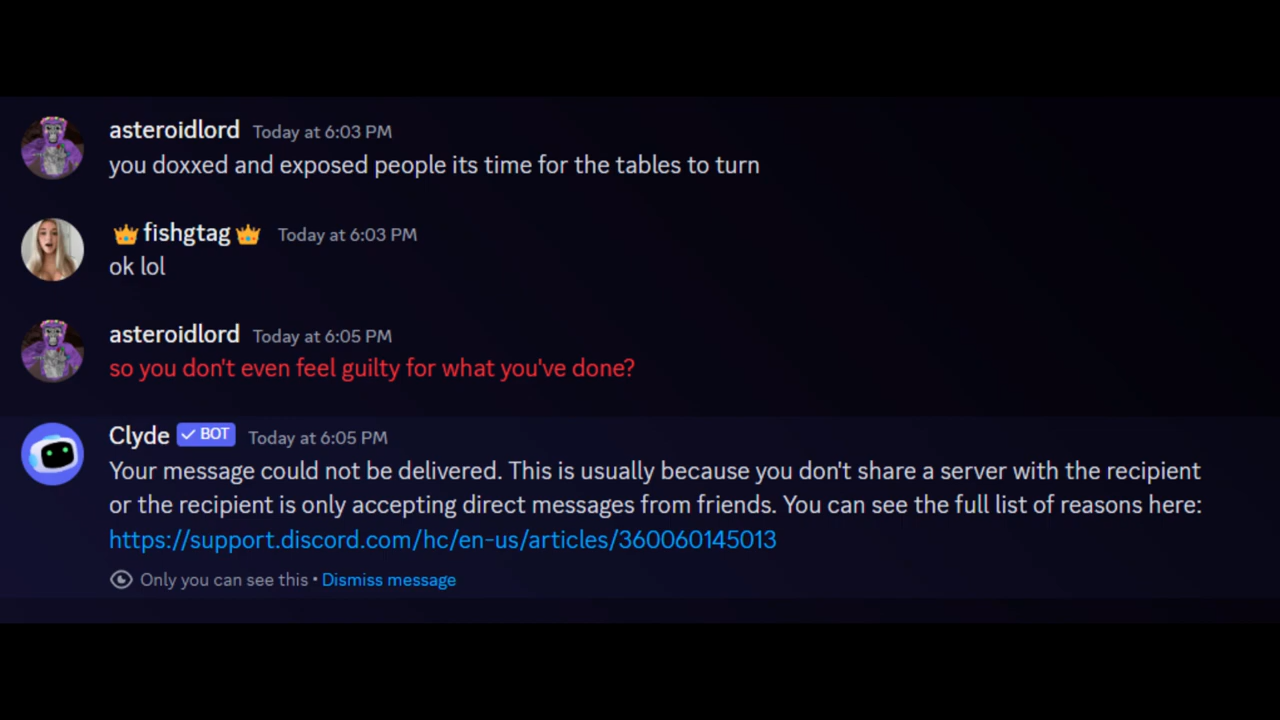 asteroidlord Today at 6:03 PM
you doxxed and exposed people its time for the tables to turn
👑 fishgtag 👑 Today at 6:03 PM
ok lol
asteroidlord Today at 6:05 PM
so you don't even feel guilty for what you've done?
Clyde ✓ BOT Today at 6:05 PM
Your message could not be delivered. This is usually because you don't share a server with the recipient
or the recipient is only accepting direct messages from friends. You can see the full list of reasons here:
https://support.discord.com/hc/en-us/articles/360060145013
Only you can see this • Dismiss message